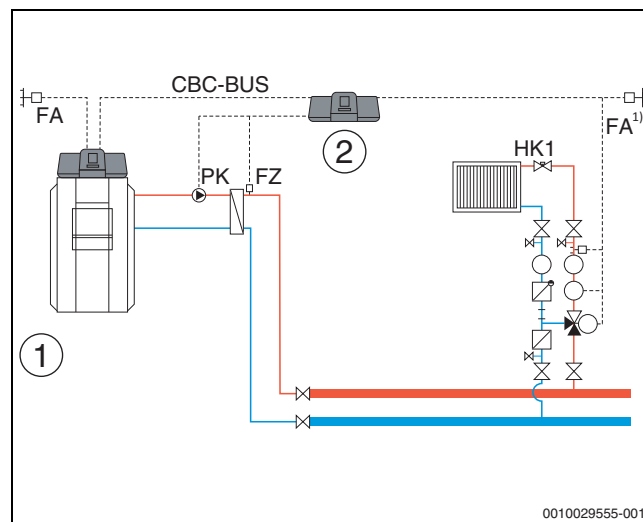 CBC-BUS
FA
FA1)
2
HK1
PK
FZ
1
0010029555-001